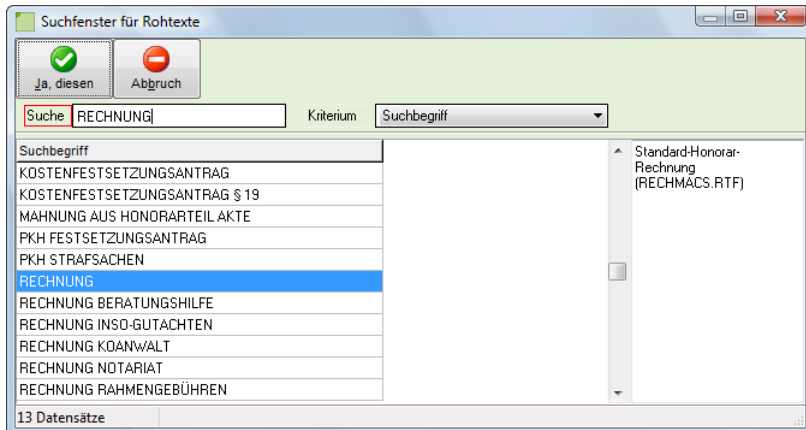 Suchfenster für Rohtexte
Ja, diesen
Abbruch
Suche RECHNUNG Kriterium Suchbegriff
Suchbegriff
KOSTENFESTSETZUNGSANTRAG
KOSTENFESTSETZUNGSANTRAG § 19
MAHNUNG AUS HONORARTEIL AKTE
PKH FESTSETZUNGSANTRAG
PKH STRAFSACHEN
RECHNUNG
RECHNUNG BERATUNGSHILFE
RECHNUNG INSO-GUTACHTEN
RECHNUNG KOANWALT
RECHNUNG NOTARIAT
RECHNUNG RAHMENGEBÜHREN
Standard-Honorar-
Rechnung
(RECHMACS.RTF)
13 Datensätze